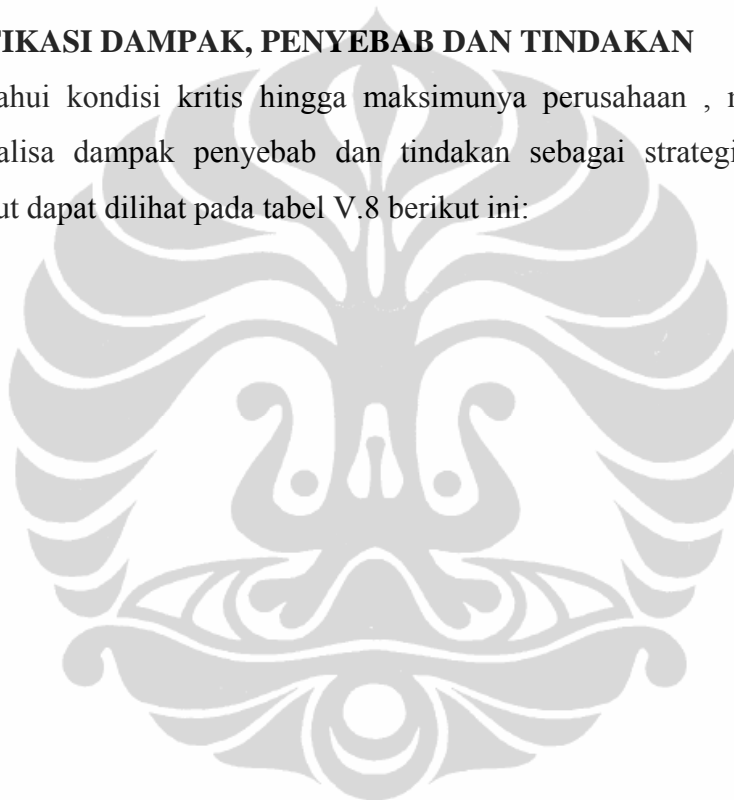 TIKASI DAMPAK, PENYEBAB DAN TINDAKAN
ahui kondisi kritis hingga maksimunya perusahaan ,
alisa dampak penyebab dan tindakan sebagai strategi
ut dapat dilihat pada tabel V.8 berikut ini: